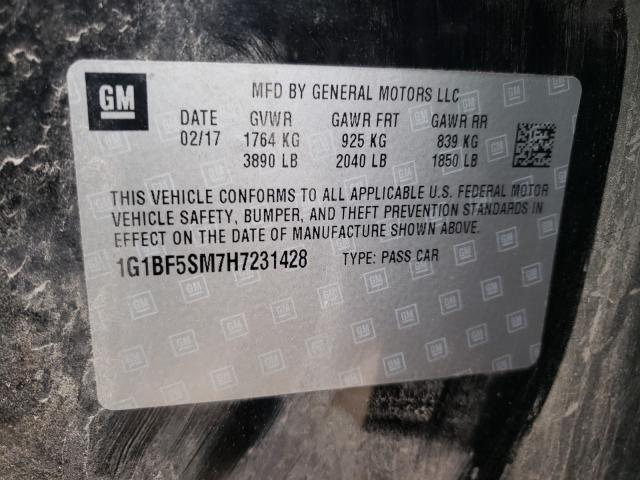 GM
MFD BY GENERAL MOTORS LLC
DATE GVWR GAWR FRT GAWR RR
02/17 1764 KG 925 KG 839 KG
3890 LB 2040 LB 1850 LB
THIS VEHICLE CONFORMS TO ALL APPLICABLE U.S. FEDERAL MOTOR
VEHICLE SAFETY, BUMPER, AND THEFT PREVENTION STANDARDS IN
EFFECT ON THE DATE OF MANUFACTURE SHOWN ABOVE.
1G1BF5SM7H7231428 TYPE: PASS CAR